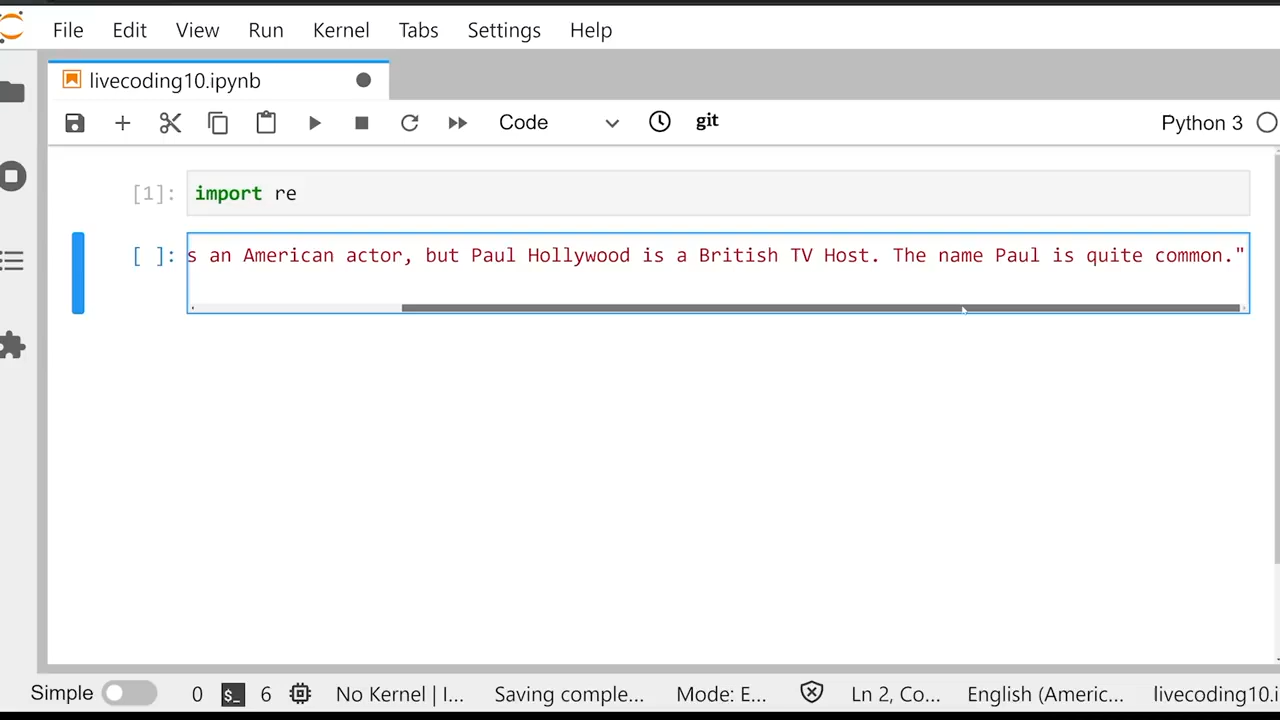 File Edit View Run Kernel Tabs Settings Help
livecoding10.ipynb
Code git Python 3
[1]: import re
[ ]: s an American actor, but Paul Hollywood is a British TV Host. The name Paul is quite common."
Simple 0 $_ 6 No Kernel | I... Saving comple... Mode: E... Ln 2, Co... English (Americ... livecoding10.i